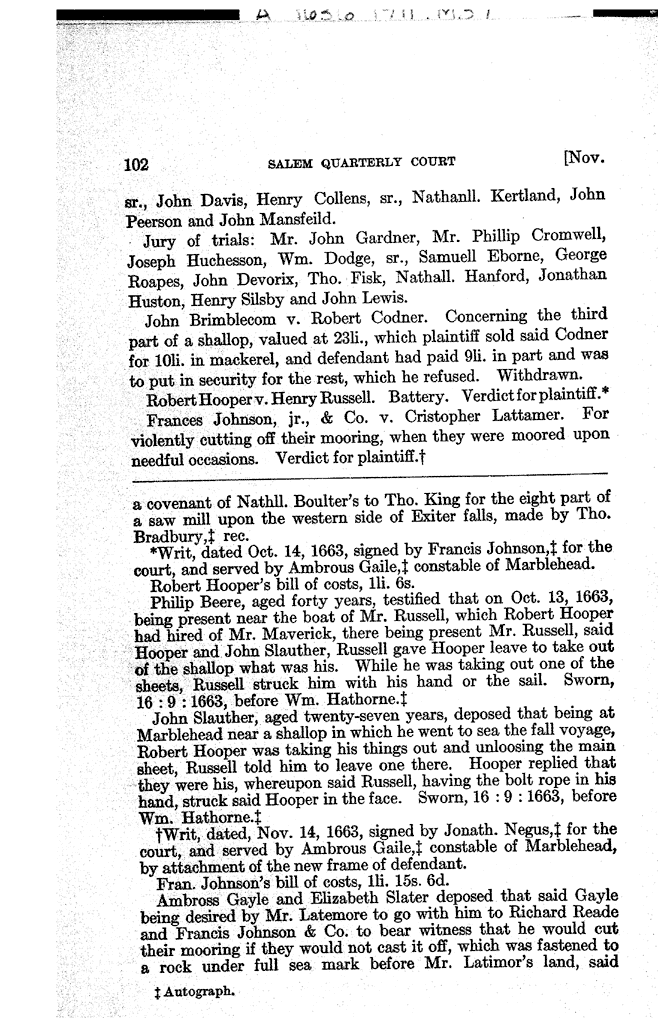 102 SALEM QUARTERLY COURT [Nov.
sr., John Davis, Henry Collens, sr., Nathanll. Kertland, John
Peerson and John Mansfeild.
Jury of trials: Mr. John Gardner, Mr. Phillip Cromwell,
Joseph Huchesson, Wm. Dodge, sr., Samuell Eborne, George
Roapes, John Devorix, Tho. Fisk, Nathall. Hanford, Jonathan
Huston, Henry Silsby and John Lewis.
John Brimblecom v. Robert Codner. Concerning the third
part of a shallop, valued at 23li., which plaintiff sold said Codner
for 10li. in mackerel, and defendant had paid 9li. in part and was
to put in security for the rest, which he refused. Withdrawn.
Robert Hooper v. Henry Russell. Battery. Verdict for plaintiff.*
Frances Johnson, jr., & Co. v. Cristopher Lattamer. For
violently cutting off their mooring, when they were moored upon
needful occasions. Verdict for plaintiff.†
a covenant of Nathll. Boulter's to Tho. King for the eight part of
a saw mill upon the western side of Exiter falls, made by Tho.
Bradbury,‡ rec.
*Writ, dated Oct. 14, 1663, signed by Francis Johnson,‡ for the
court, and served by Ambrous Gaile,‡ constable of Marblehead.
Robert Hooper's bill of costs, 1li. 6s.
Philip Beere, aged forty years, testified that on Oct. 13, 1663,
being present near the boat of Mr. Russell, which Robert Hooper
had hired of Mr. Maverick, there being present Mr. Russell, said
Hooper and John Slauther, Russell gave Hooper leave to take out
of the shallop what was his. While he was taking out one of the
sheets, Russell struck him with his hand or the sail. Sworn,
16 : 9 : 1663, before Wm. Hathorne.‡
John Slauther, aged twenty-seven years, deposed that being at
Marblehead near a shallop in which he went to sea the fall voyage,
Robert Hooper was taking his things out and unloosing the main
sheet, Russell told him to leave one there. Hooper replied that
they were his, whereupon said Russell, having the bolt rope in his
hand, struck said Hooper in the face. Sworn, 16 : 9 : 1663, before
Wm. Hathorne.‡
†Writ, dated, Nov. 14, 1663, signed by Jonath. Negus,‡ for the
court, and served by Ambrous Gaile,‡ constable of Marblehead,
by attachment of the new frame of defendant.
Fran. Johnson's bill of costs, 1li. 15s. 6d.
Ambross Gayle and Elizabeth Slater deposed that said Gayle
being desired by Mr. Latemore to go with him to Richard Reade
and Francis Johnson & Co. to bear witness that he would cut
their mooring if they would not cast it off, which was fastened to
a rock under full sea mark before Mr. Latimor's land, said
‡ Autograph.